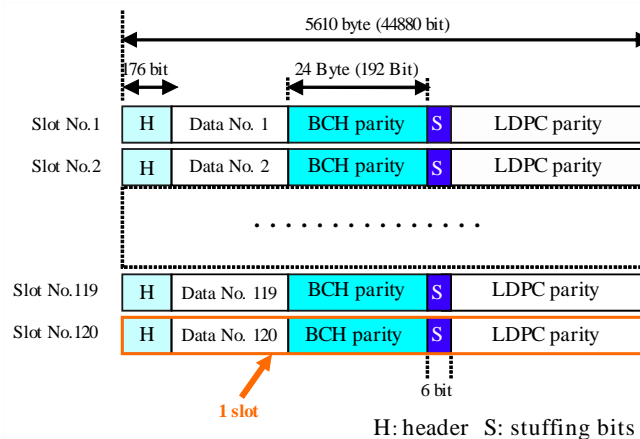 5610 byte (44880 bit)
176 bit
24 Byte (192 Bit)
Slot No.1 H Data No. 1 BCH parity S LDPC parity
Slot No.2 H Data No. 2 BCH parity S LDPC parity
. . . . . . . . . . . . . . .
Slot No.119 H Data No. 119 BCH parity S LDPC parity
Slot No.120 H Data No. 120 BCH parity S LDPC parity
6 bit
1 slot
H: header S: stuffing bits